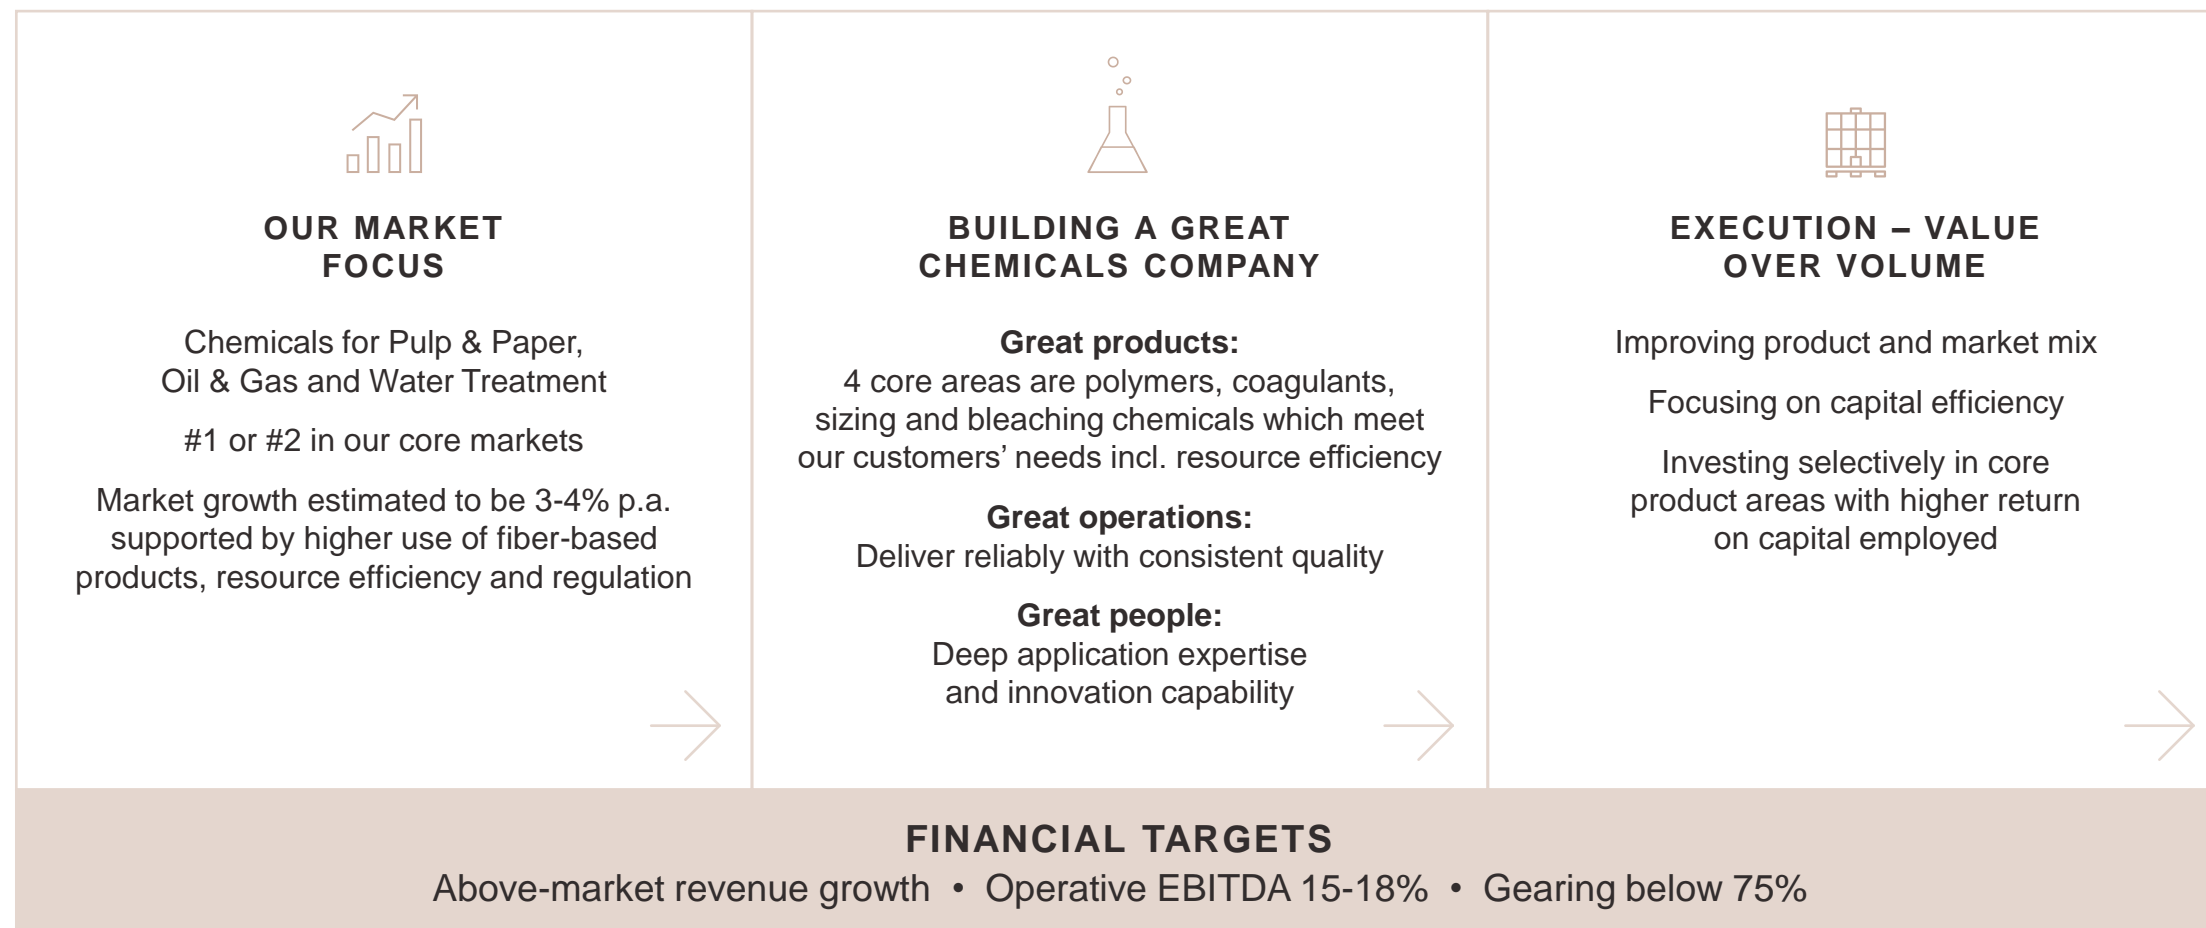 OUR MARKET
FOCUS
Chemicals for Pulp & Paper,
Oil & Gas and Water Treatment
#1 or #2 in our core markets
Market growth estimated to be 3-4% p.a.
supported by higher use of fiber-based
products, resource efficiency and regulation
BUILDING A GREAT
CHEMICALS COMPANY
Great products:
4 core areas are polymers, coagulants,
sizing and bleaching chemicals which meet
our customers’ needs incl. resource efficiency
Great operations:
Deliver reliably with consistent quality
Great people:
Deep application expertise
and innovation capability
EXECUTION – VALUE
OVER VOLUME
Improving product and market mix
Focusing on capital efficiency
Investing selectively in core
product areas with higher return
on capital employed
FINANCIAL TARGETS
Above-market revenue growth • Operative EBITDA 15-18% • Gearing below 75%